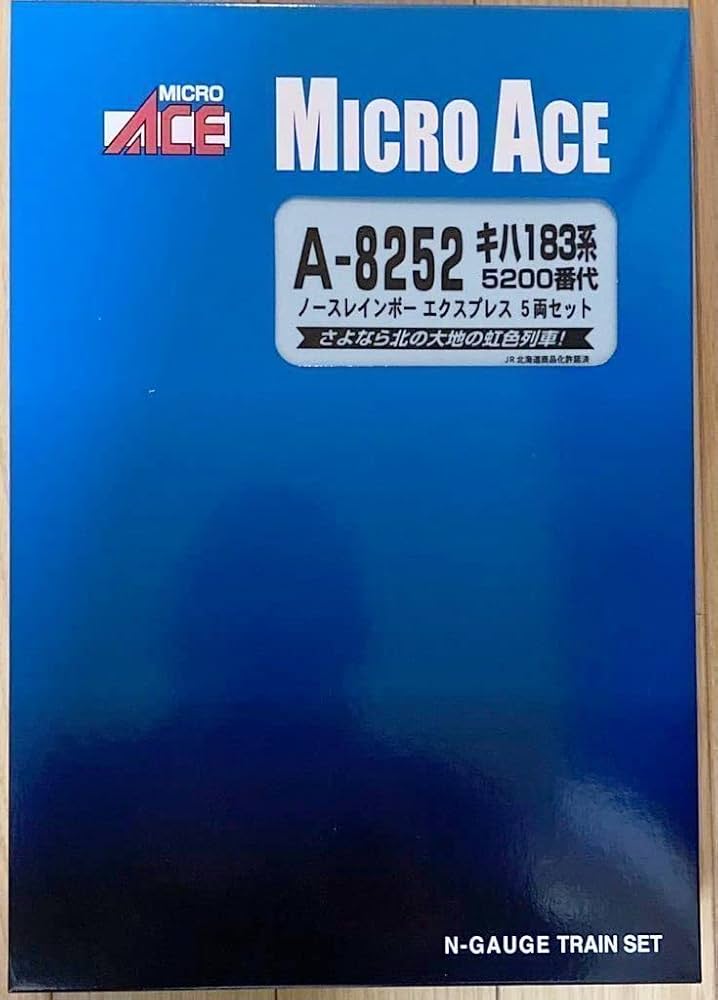 MICRO
ACE
MICRO ACE
A-8252
キハ183系
5200番代
ノースレインボー エクスプレス 5両セット
さよなら北の大地の虹色列車!
JR北海道商品化許諾済
N-GAUGE TRAIN SET